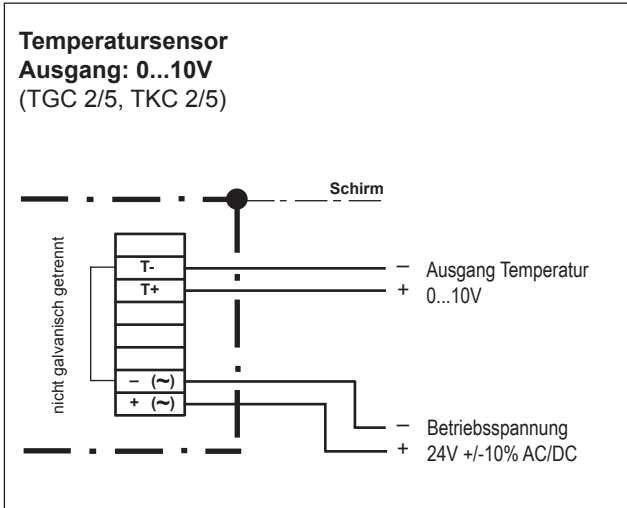 Temperatursensor
Ausgang: 0...10V
(TGC 2/5, TKC 2/5)
Schirm
nicht galvanisch getrennt
T-
T+
– (~)
+ (~)
– Ausgang Temperatur
+ 0...10V
– Betriebsspannung
+ 24V +/-10% AC/DC